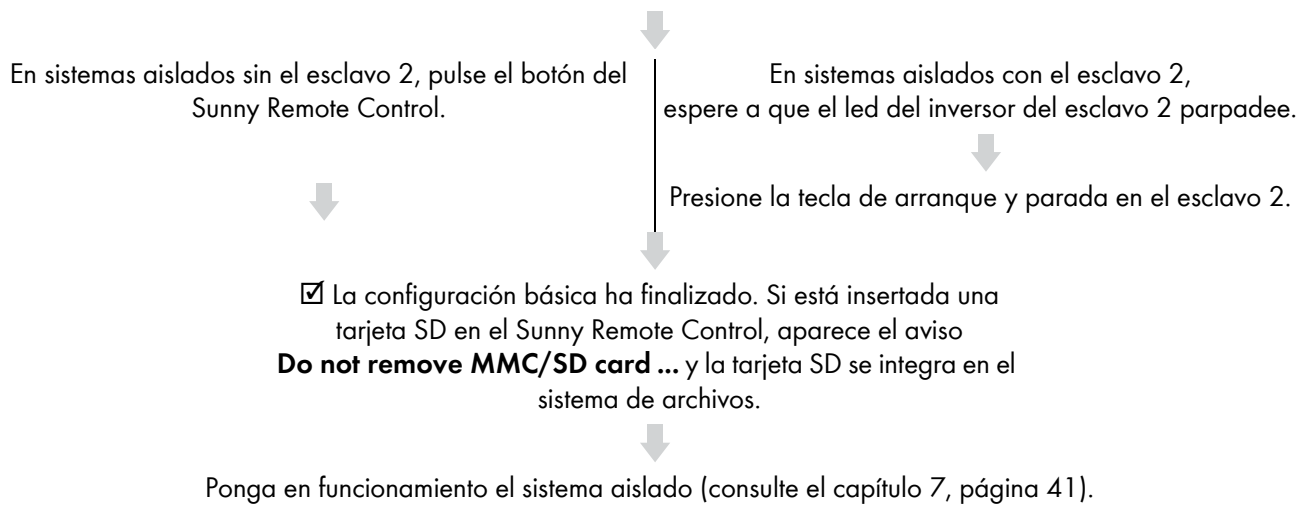 En sistemas aislados sin el esclavo 2, pulse el botón del
Sunny Remote Control.
En sistemas aislados con el esclavo 2,
espere a que el led del inversor del esclavo 2 parpadee.
Presione la tecla de arranque y parada en el esclavo 2.
☑ La configuración básica ha finalizado. Si está insertada una
tarjeta SD en el Sunny Remote Control, aparece el aviso
Do not remove MMC/SD card ... y la tarjeta SD se integra en el
sistema de archivos.
Ponga en funcionamiento el sistema aislado (consulte el capítulo 7, página 41).